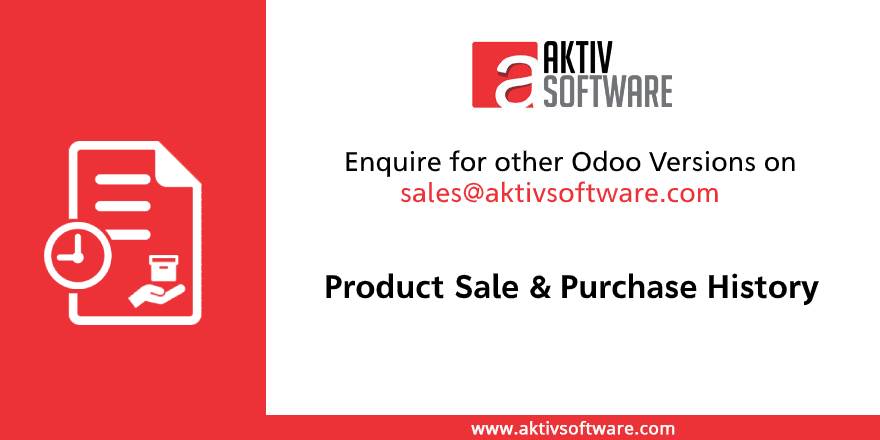 AKTIV
SOFTWARE
Enquire for other Odoo Versions on
sales@aktivsoftware.com
Product Sale & Purchase History
www.aktivsoftware.com